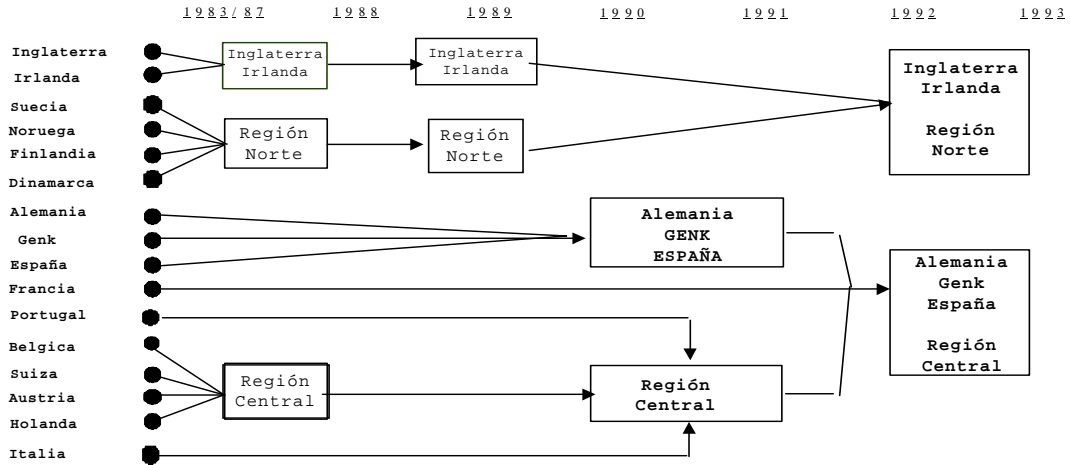 1983/87 1988 1989 1990 1991 1992 1993
Inglaterra
Irlanda
Suecia
Noruega
Finlandia
Dinamarca
Alemania
Genk
España
Francia
Portugal
Belgica
Suiza
Austria
Holanda
Italia
Inglaterra
Irlanda
Región
Norte
Región
Central
Inglaterra
Irlanda
Región
Norte
Alemania
GENK
ESPAÑA
Región
Central
Inglaterra
Irlanda
Región
Norte
Alemania
Genk
España
Región
Central